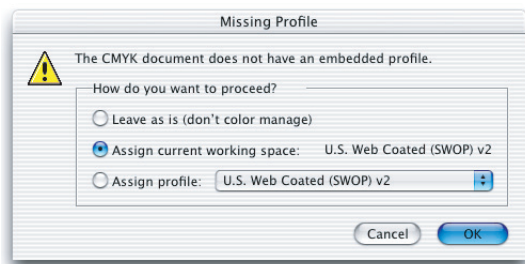 Missing Profile
The CMYK document does not have an embedded profile.
How do you want to proceed?
Leave as is (don't color manage)
Assign current working space: U.S. Web Coated (SWOP) v2
Assign profile: U.S. Web Coated (SWOP) v2
Cancel OK